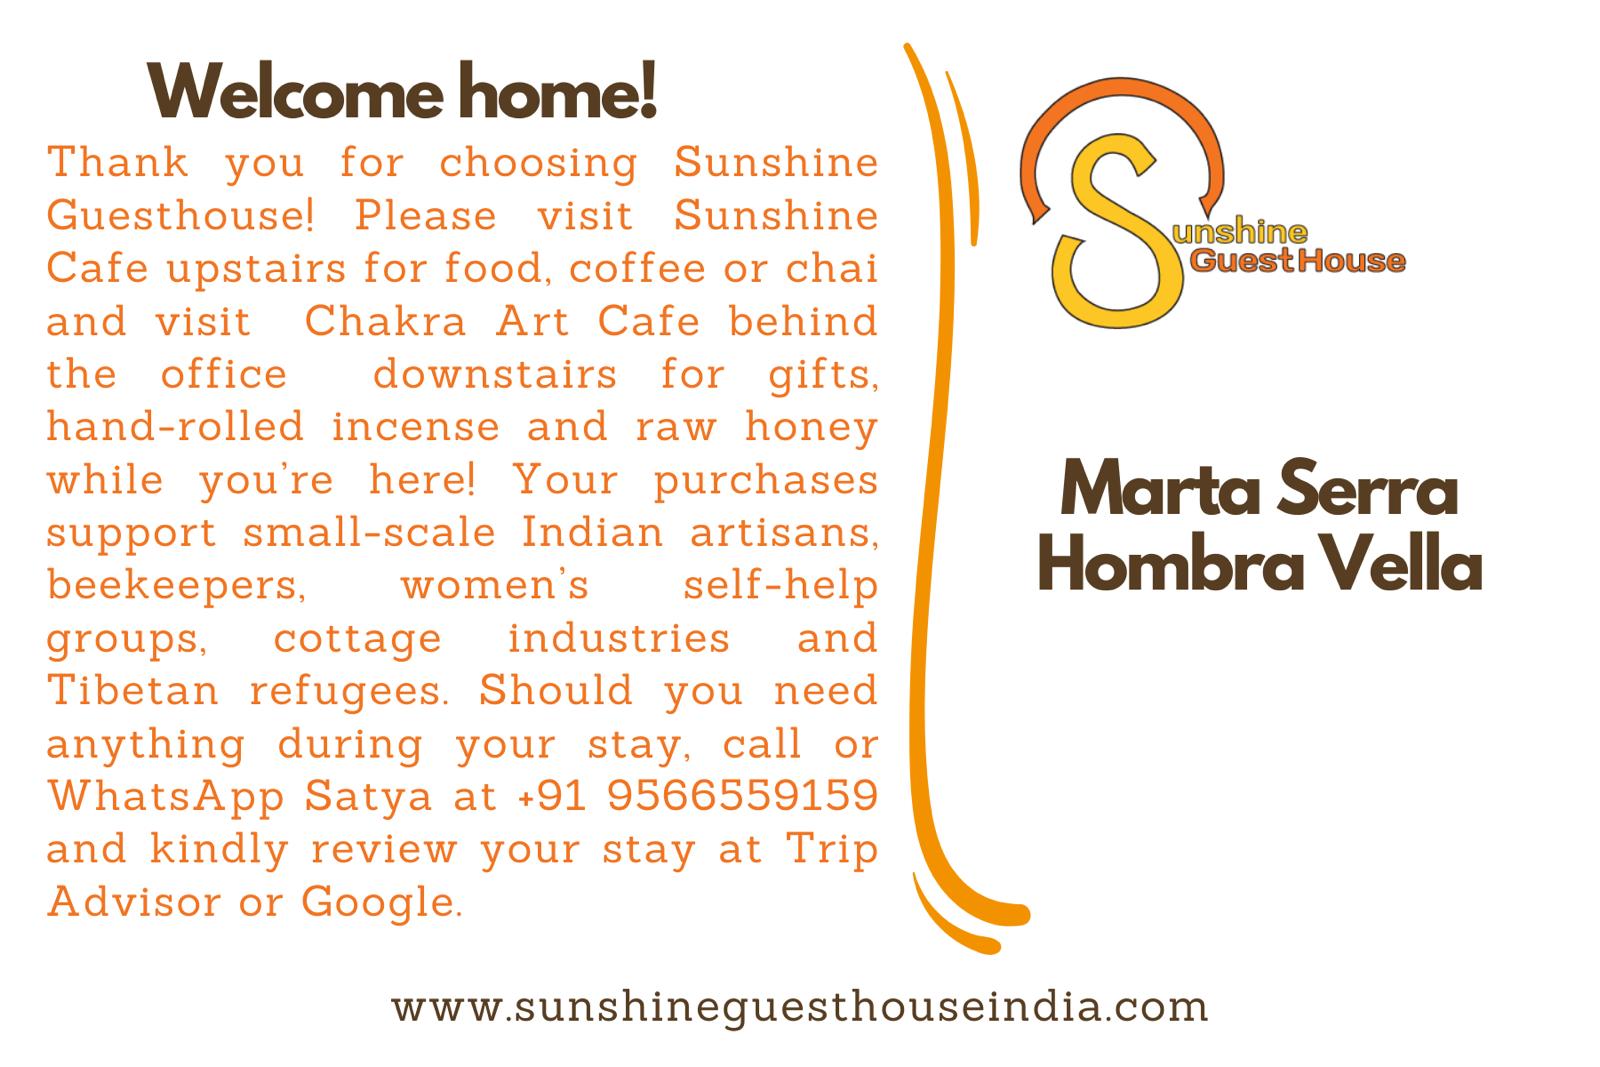 Welcome home!
Thank you for choosing Sunshine
Guesthouse! Please visit Sunshine
Cafe upstairs for food, coffee or chai
and visit  Chakra Art Cafe behind
the office  downstairs for gifts,
hand-rolled incense and raw honey
while you’re here! Your purchases
support small-scale Indian artisans,
beekeepers, women’s self-help
groups, cottage industries and
Tibetan refugees. Should you need
anything during your stay, call or
WhatsApp Satya at +91 9566559159
and kindly review your stay at Trip
Advisor or Google.
Sunshine
GuestHouse
Marta Serra
Hombra Vella
www.sunshineguesthouseindia.com